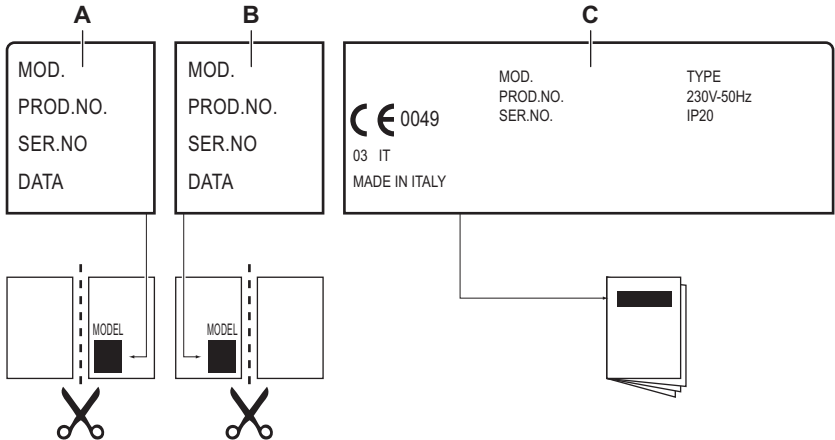 A
B
C
MOD.
PROD.NO.
SER.NO
DATA
MOD.
PROD.NO.
SER.NO
DATA
MOD.
PROD.NO.
SER.NO.
TYPE
230V-50Hz
IP20
CE 0049
03 IT
MADE IN ITALY
MODEL
MODEL